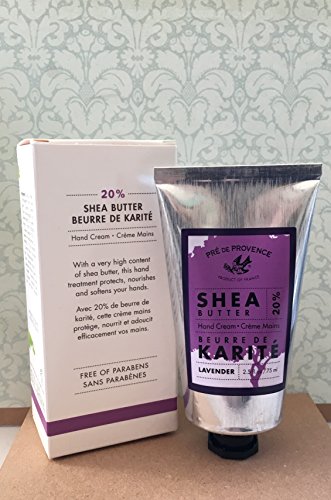 20%
SHEA BUTTER
BEURRE DE KARITÉ
Hand Cream • Crème Mains
With a very high content
of shea butter, this hand
treatment protects, nourishes
and softens your hands.
Avec 20% de beurre de
karité, cette crème mains
protège, nourrit et adoucit
efficacement vos mains.
FREE OF PARABENS
SANS PARABÉNES
PRÉ DE PROVENCE
PRODUCT OF FRANCE
SHEA
BUTTER
20%
Hand Cream • Crème Mains
BEURRE DE
KARITÉ
LAVENDER
75 ml